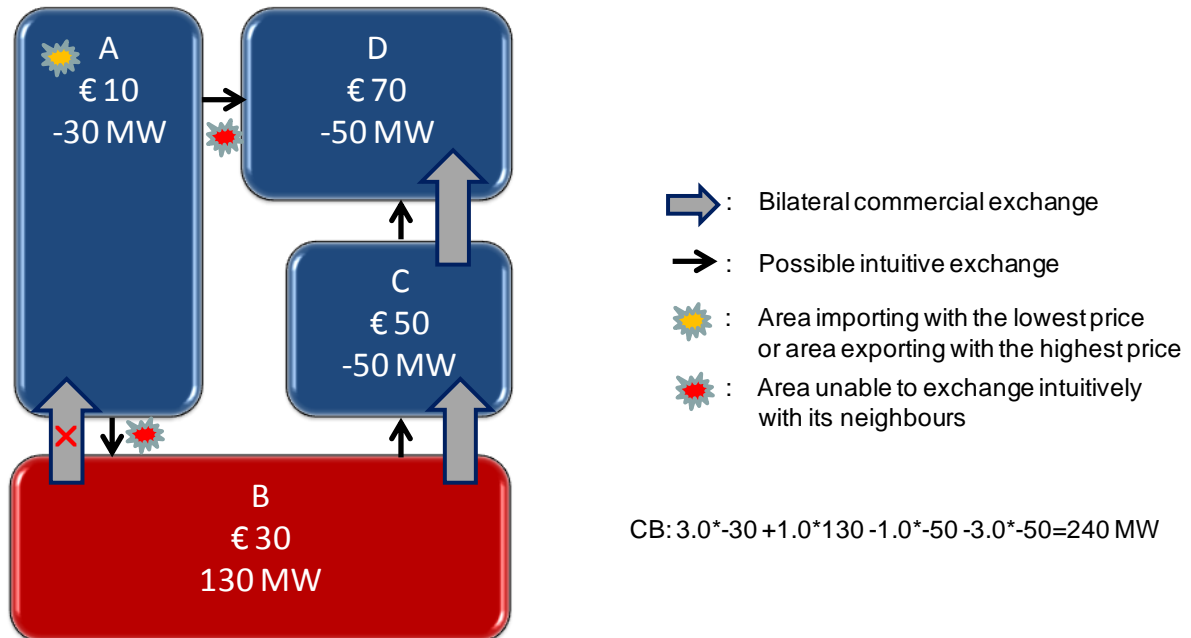 A
€ 10
-30 MW
D
€ 70
-50 MW
C
€ 50
-50 MW
B
€ 30
130 MW
: Bilateral commercial exchange
: Possible intuitive exchange
: Area importing with the lowest price
or area exporting with the highest price
: Area unable to exchange intuitively
with its neighbours
CB: 3.0*-30 +1.0*130 -1.0*-50 -3.0*-50=240 MW